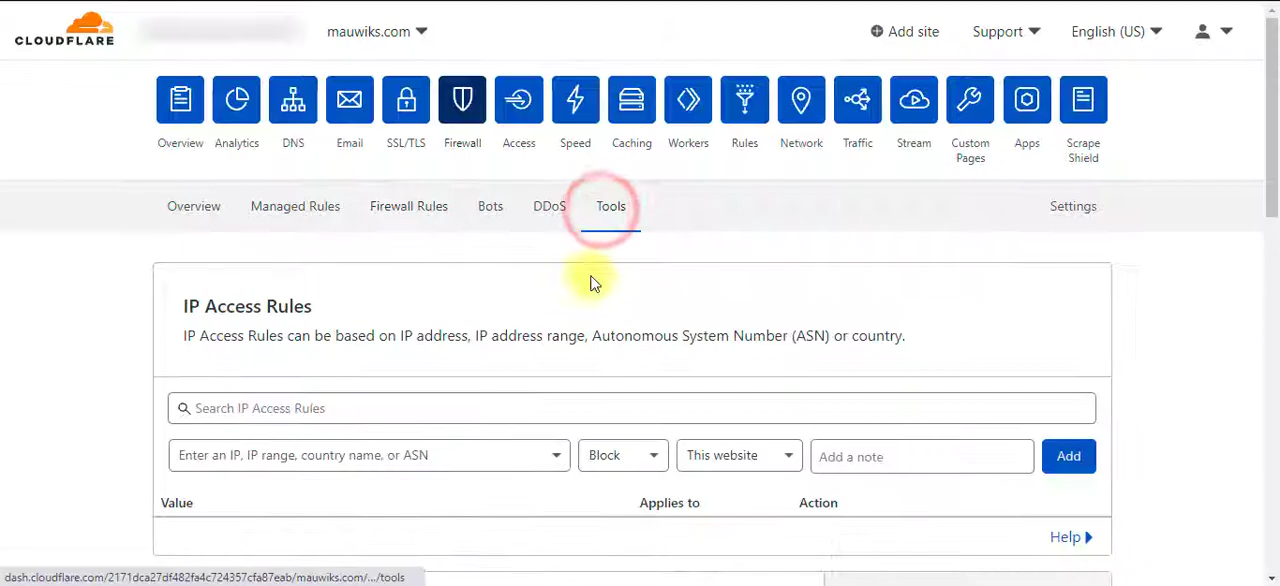 CLOUDFLARE
mauwiks.com
Add site
Support
English (US)
Overview
Analytics
DNS
Email
SSL/TLS
Firewall
Access
Speed
Caching
Workers
Rules
Network
Traffic
Stream
Custom
Pages
Apps
Scrape
Shield
Overview
Managed Rules
Firewall Rules
Bots
DDoS
Tools
Settings
IP Access Rules
IP Access Rules can be based on IP address, IP address range, Autonomous System Number (ASN) or country.
Search IP Access Rules
Enter an IP, IP range, country name, or ASN
Block
This website
Add a note
Add
Value
Applies to
Action
Help
dash.cloudflare.com/2171dca27df482fa4c724357cfa87eab/mauwiks.com/.../tools